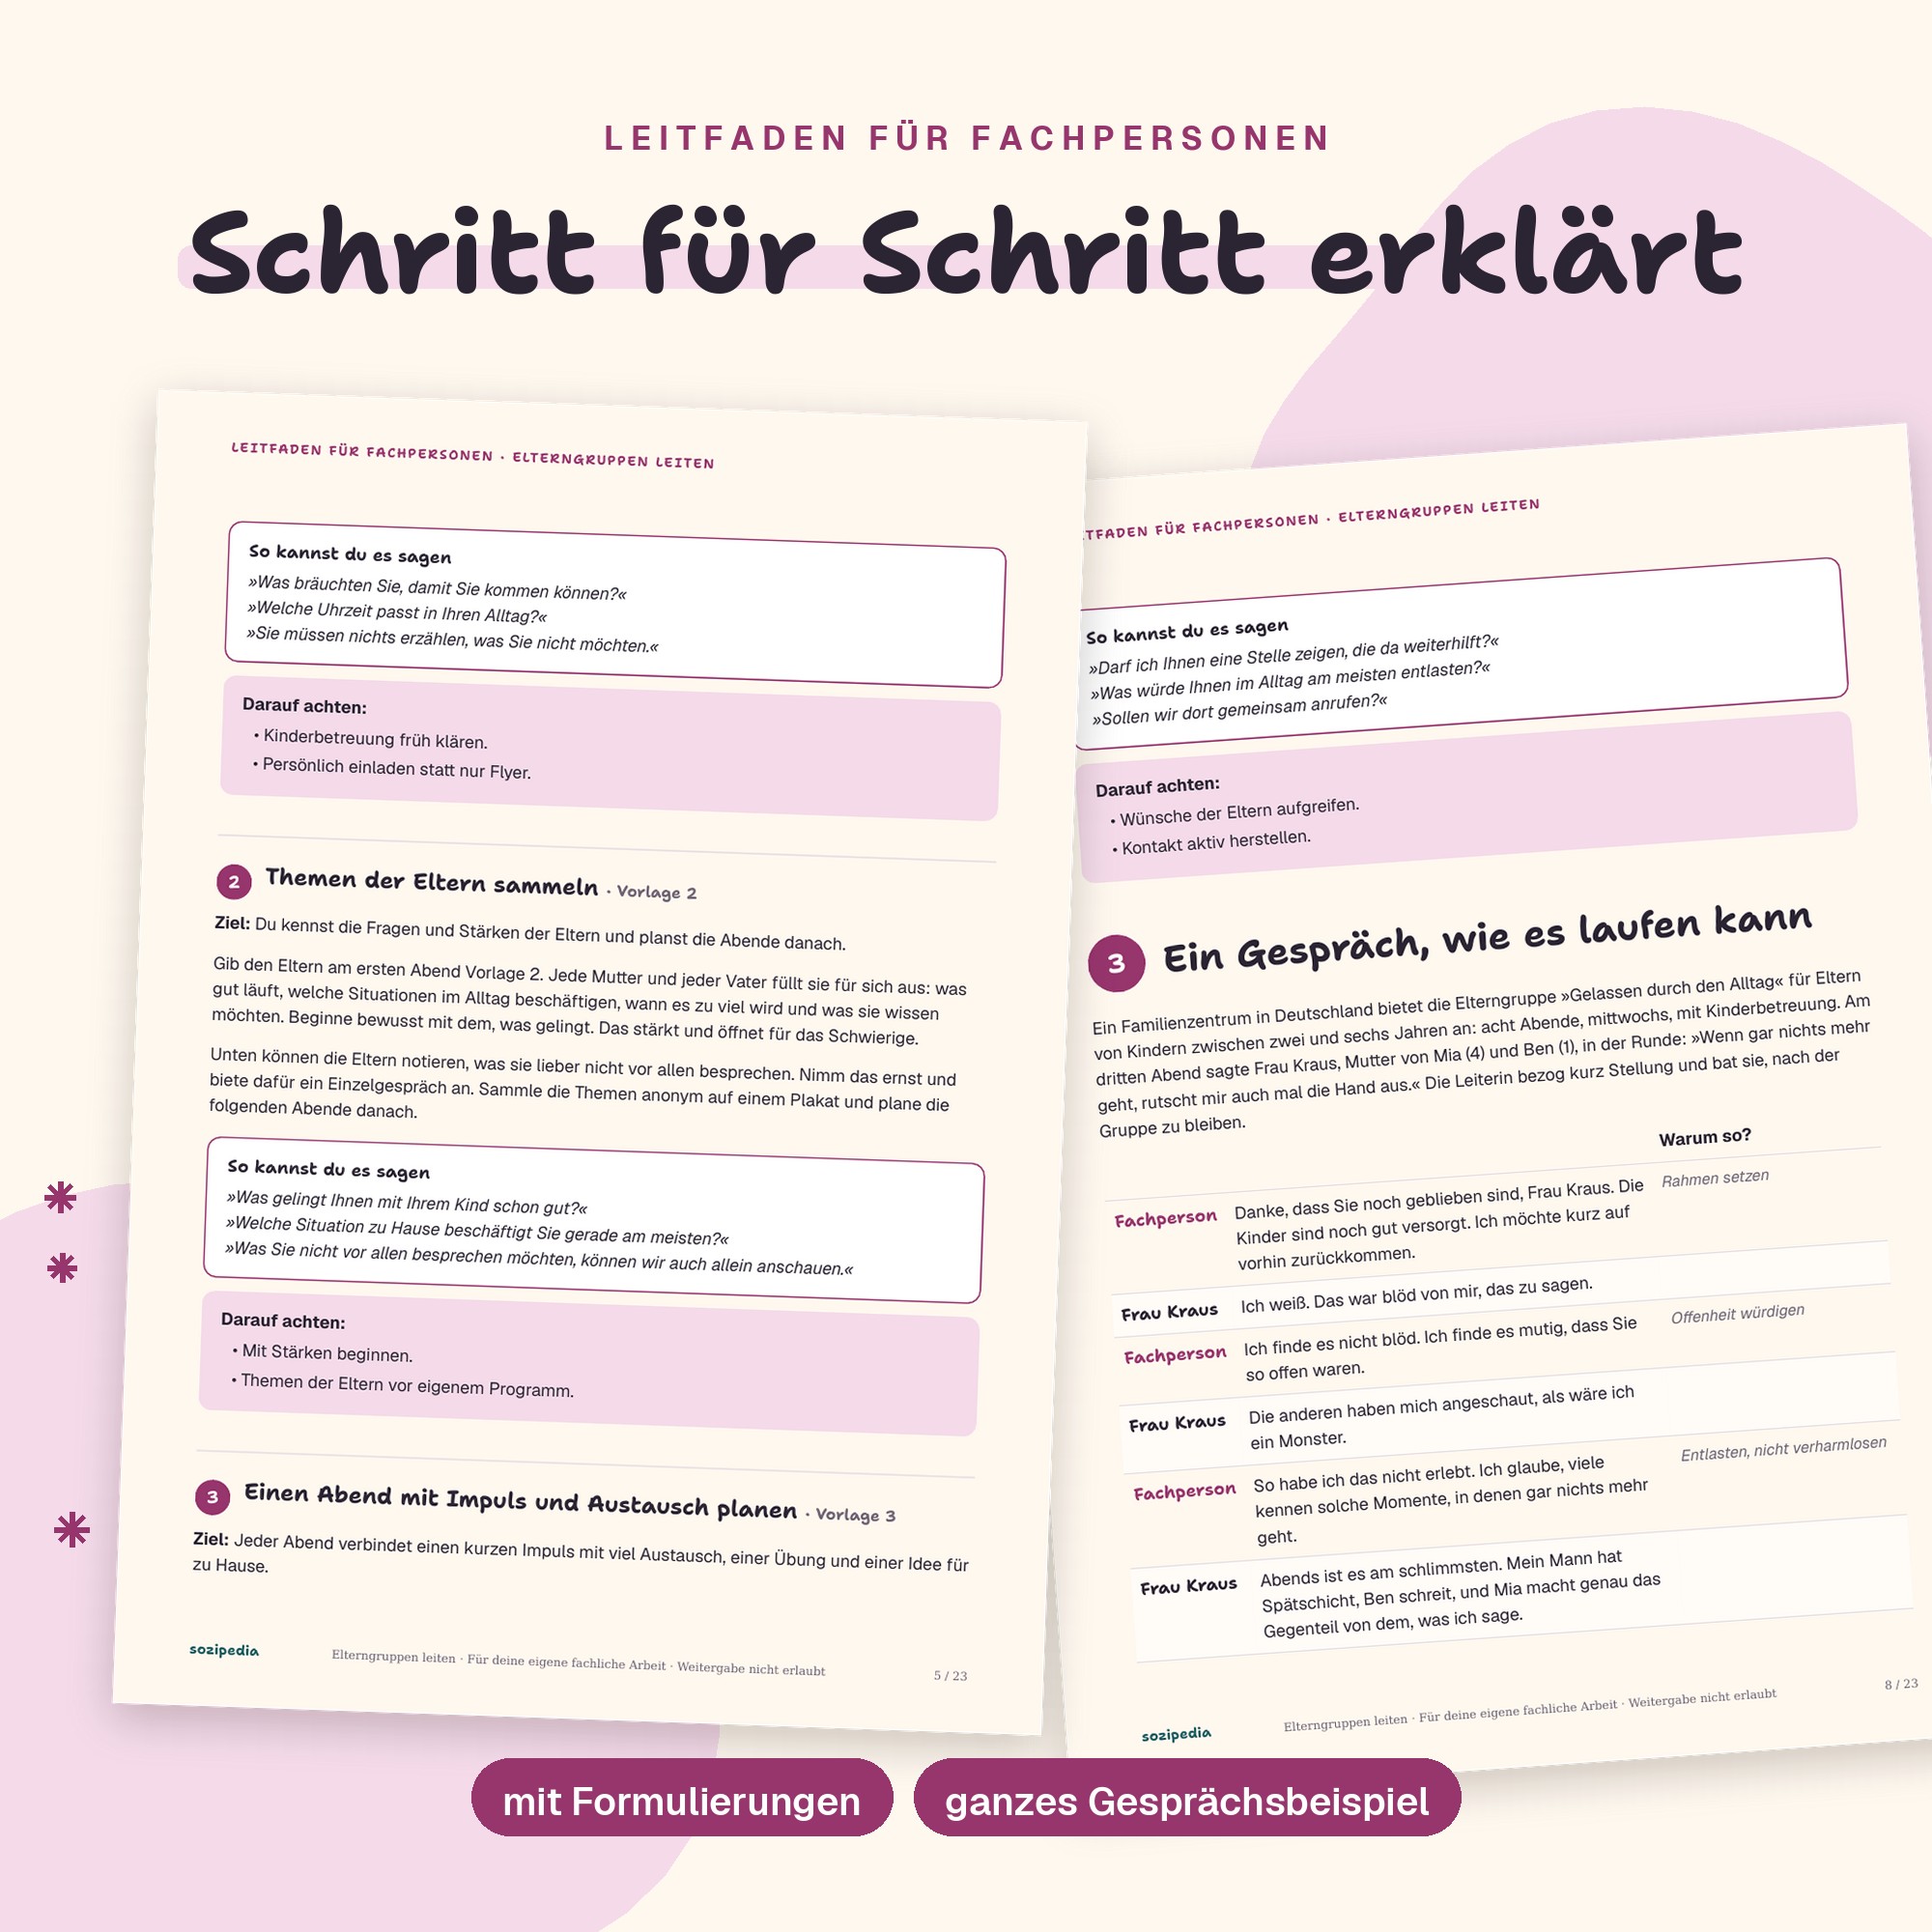 LEITFADEN FÜR FACHPERSONEN
Schritt für Schritt erklärt
LEITFADEN FÜR FACHPERSONEN · ELTERNGRUPPEN LEITEN
So kannst du es sagen
»Was bräuchten Sie, damit Sie kommen können?«
»Welche Uhrzeit passt in Ihren Alltag?«
»Sie müssen nichts erzählen, was Sie nicht möchten.«
Darauf achten:
• Kinderbetreuung früh klären.
• Persönlich einladen statt nur Flyer.
2 Themen der Eltern sammeln · Vorlage 2
Ziel: Du kennst die Fragen und Stärken der Eltern und planst die Abende danach.
Gib den Eltern am ersten Abend Vorlage 2. Jede Mutter und jeder Vater füllt sie für sich aus: was
gut läuft, welche Situationen im Alltag beschäftigen, wann es zu viel wird und was sie wissen
möchten. Beginne bewusst mit dem, was gelingt. Das stärkt und öffnet für das Schwierige.
Unten können die Eltern notieren, was sie lieber nicht vor allen besprechen. Nimm das ernst und
biete dafür ein Einzelgespräch an. Sammle die Themen anonym auf einem Plakat und plane die
folgenden Abende danach.
So kannst du es sagen
»Was gelingt Ihnen mit Ihrem Kind schon gut?«
»Welche Situation zu Hause beschäftigt Sie gerade am meisten?«
»Was Sie nicht vor allen besprechen möchten, können wir auch allein anschauen.«
Darauf achten:
• Mit Stärken beginnen.
• Themen der Eltern vor eigenem Programm.
3 Einen Abend mit Impuls und Austausch planen · Vorlage 3
Ziel: Jeder Abend verbindet einen kurzen Impuls mit viel Austausch, einer Übung und einer Idee für
zu Hause.
sozipedia Elterngruppen leiten · Für deine eigene fachliche Arbeit · Weitergabe nicht erlaubt 5 / 23
TFADEN FÜR FACHPERSONEN · ELTERNGRUPPEN LEITEN
So kannst du es sagen
»Darf ich Ihnen eine Stelle zeigen, die da weiterhilft?«
»Was würde Ihnen im Alltag am meisten entlasten?«
»Sollen wir dort gemeinsam anrufen?«
Darauf achten:
• Wünsche der Eltern aufgreifen.
• Kontakt aktiv herstellen.
3 Ein Gespräch, wie es laufen kann
Ein Familienzentrum in Deutschland bietet die Elterngruppe »Gelassen durch den Alltag« für Eltern
von Kindern zwischen zwei und sechs Jahren an: acht Abende, mittwochs, mit Kinderbetreuung. Am
dritten Abend sagte Frau Kraus, Mutter von Mia (4) und Ben (1), in der Runde: »Wenn gar nichts mehr
geht, rutscht mir auch mal die Hand aus.« Die Leiterin bezog kurz Stellung und bat sie, nach der
Gruppe zu bleiben.
Warum so?
Fachperson Danke, dass Sie noch geblieben sind, Frau Kraus. Die Rahmen setzen
Kinder sind noch gut versorgt. Ich möchte kurz auf
vorhin zurückkommen.
Frau Kraus Ich weiß. Das war blöd von mir, das zu sagen.
Fachperson Ich finde es nicht blöd. Ich finde es mutig, dass Sie Offenheit würdigen
so offen waren.
Frau Kraus Die anderen haben mich angeschaut, als wäre ich
ein Monster.
Fachperson So habe ich das nicht erlebt. Ich glaube, viele Entlasten, nicht verharmlosen
kennen solche Momente, in denen gar nichts mehr
geht.
Frau Kraus Abends ist es am schlimmsten. Mein Mann hat
Spätschicht, Ben schreit, und Mia macht genau das
Gegenteil von dem, was ich sage.
sozipedia Elterngruppen leiten · Für deine eigene fachliche Arbeit · Weitergabe nicht erlaubt 8 / 23
mit Formulierungen
ganzes Gesprächsbeispiel